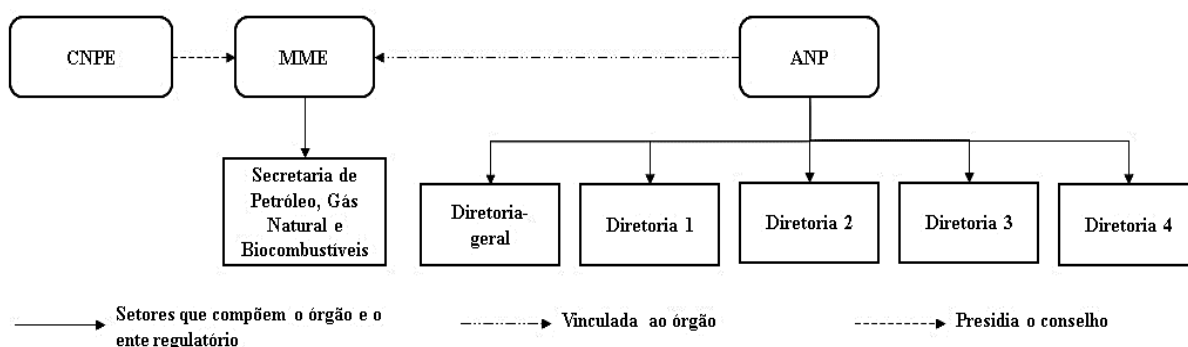 CNPE
MME
ANP
Secretaria de
Petróleo, Gás
Natural e
Biocombustíveis
Diretoria-
geral
Diretoria 1
Diretoria 2
Diretoria 3
Diretoria 4
Setores que compõem o órgão e o
ente regulatório
Vinculada ao órgão
Presidia o conselho